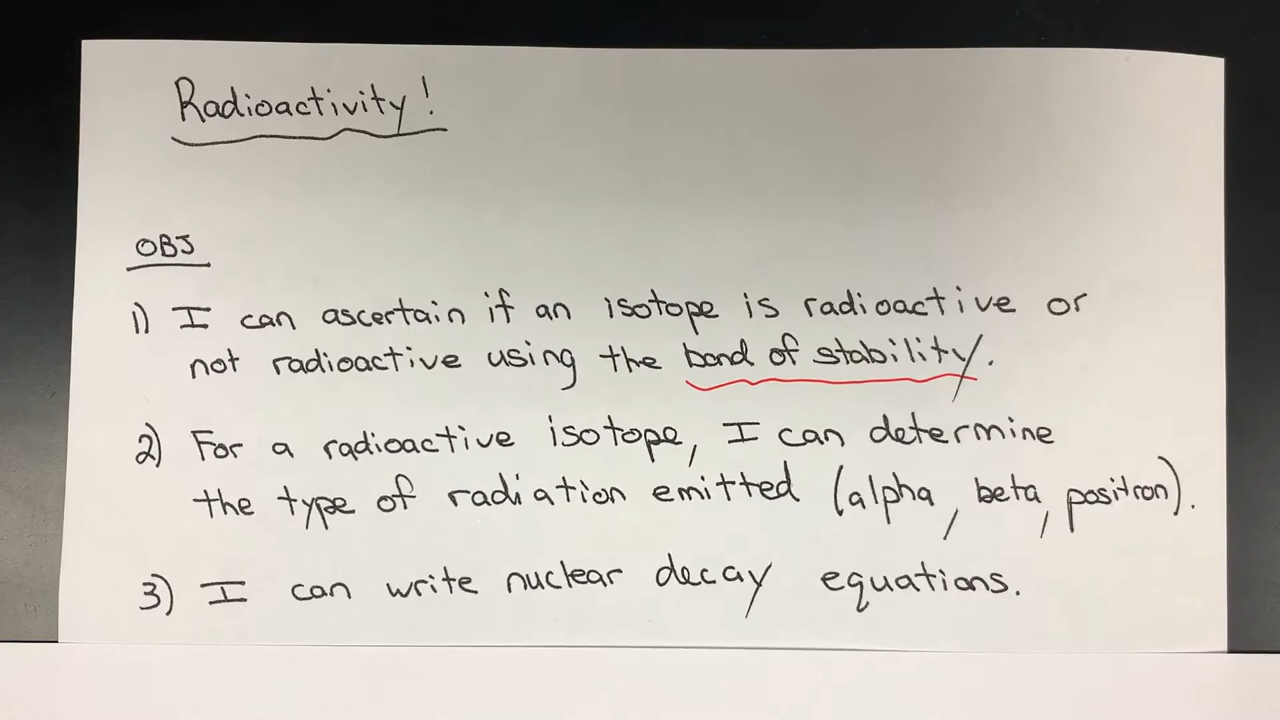 Radioactivity!
OBJ
1) I can ascertain if an isotope is radioactive or
not radioactive using the band of stability.
2) For a radioactive isotope, I can determine
the type of radiation emitted (alpha, beta, positron).
3) I can write nuclear decay equations.